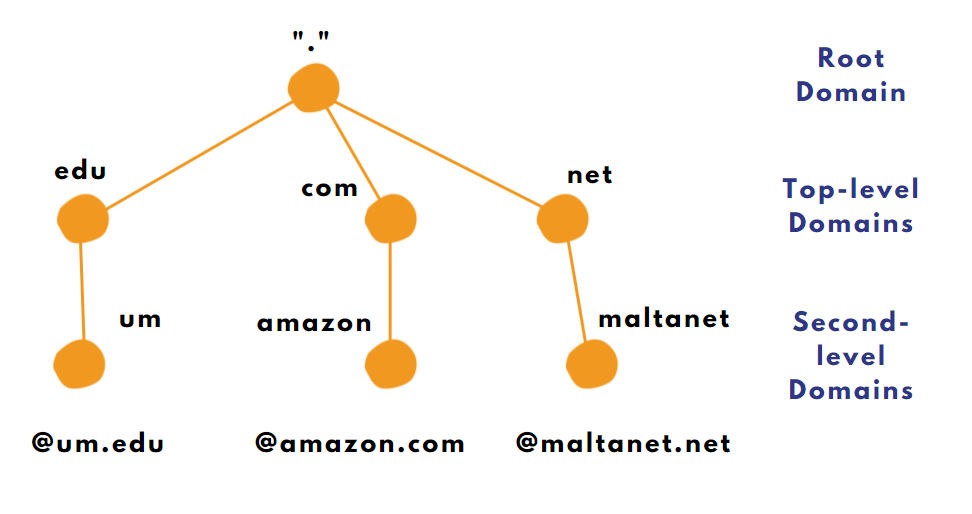 "."
Root
Domain
edu
com
net
Top-level
Domains
um
amazon
maltanet
Second-
level
Domains
@um.edu
@amazon.com
@maltanet.net